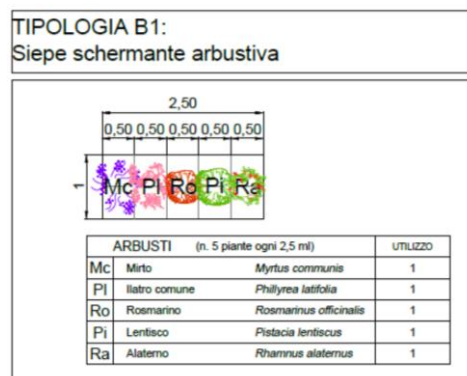 TIPOLOGIA B1:
Siepe schermante arbustiva
2,50
0,50 0,50 0,50 0,50 0,50
1
Mc Pl Ro Pi Ra
ARBUSTI (n. 5 piante ogni 2,5 ml) UTILIZZO
Mc Mirto Myrtus communis 1
Pl Ilatro comune Phillyrea latifolia 1
Ro Rosmarino Rosmarinus officinalis 1
Pi Lentisco Pistacia lentiscus 1
Ra Alaterno Rhamnus alaternus 1